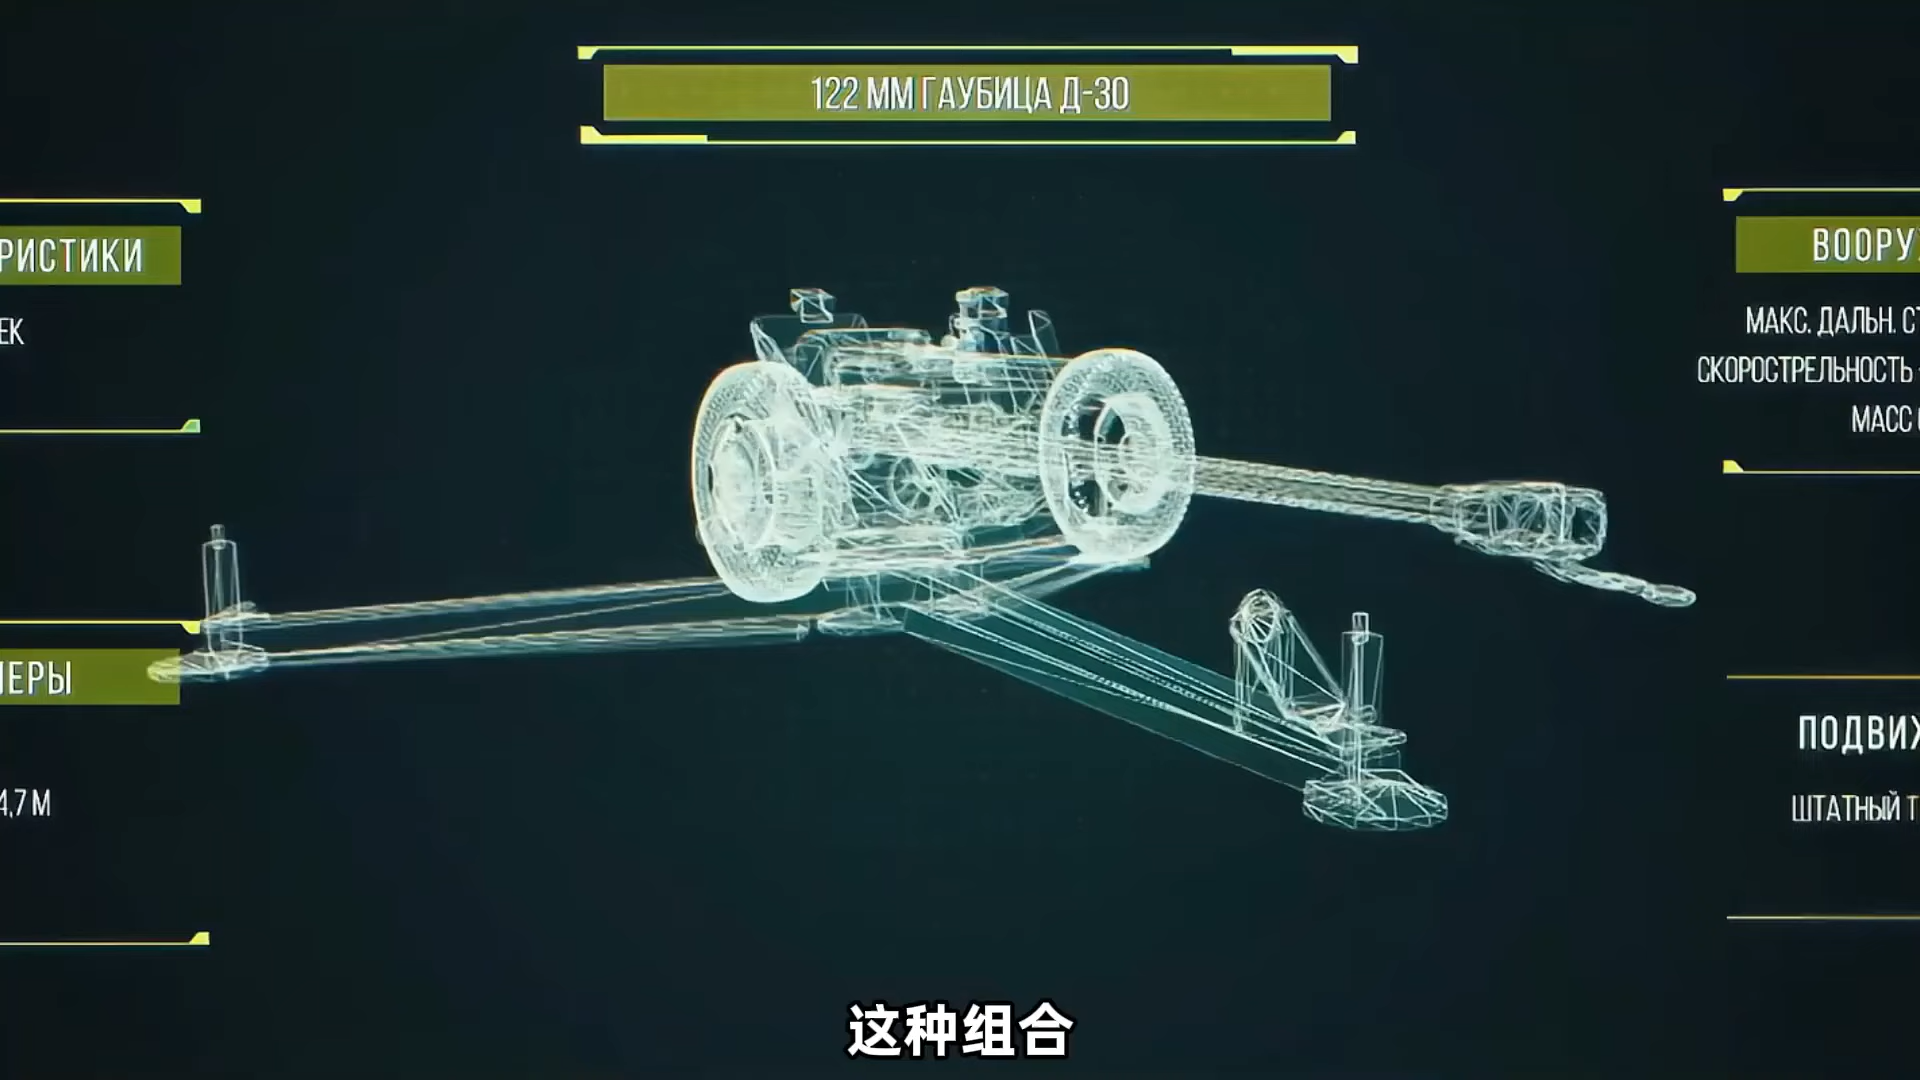 122 ММ ГАУБИЦА Д-30
РИСТИКИ
ЕК
4,7 М
ВООРУ
МАКС. ДАЛЬН. СТ
СКОРОСТРЕЛЬНОСТЬ
МАСС
ПОДВИ
ШТАТНЫЙ Т
这种组合